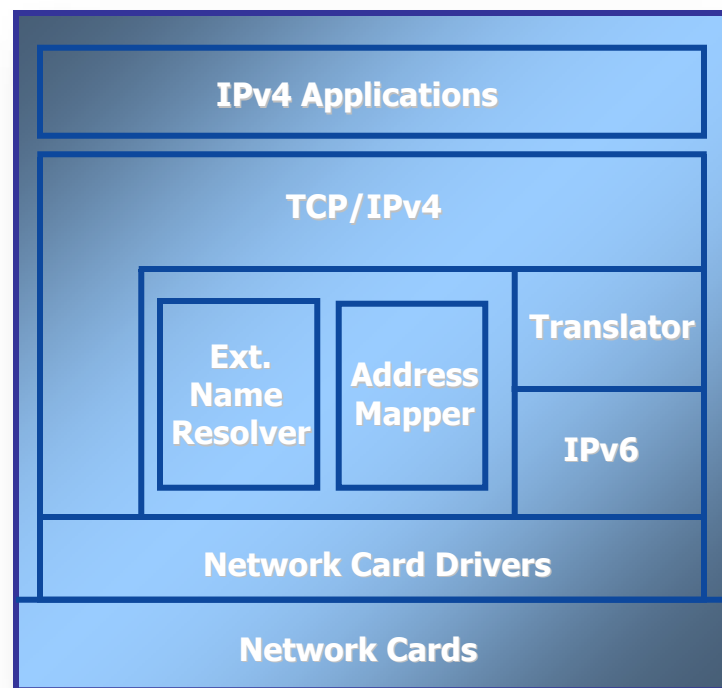 IPv4 Applications
TCP/IPv4
Ext.
Name
Resolver
Address
Mapper
Translator
IPv6
Network Card Drivers
Network Cards